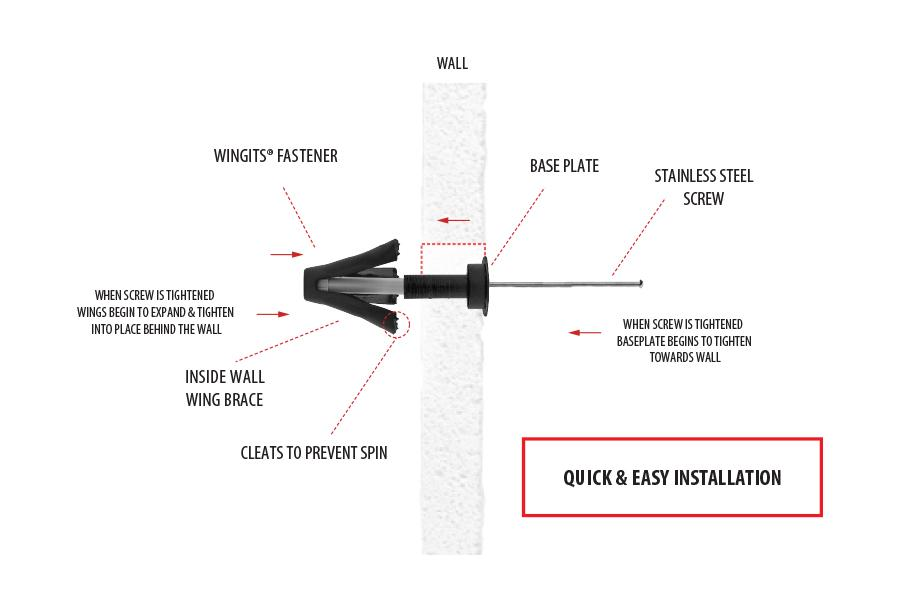 WALL
WINGITS® FASTENER
BASE PLATE
STAINLESS STEEL
SCREW
WHEN SCREW IS TIGHTENED
WINGS BEGIN TO EXPAND & TIGHTEN
INTO PLACE BEHIND THE WALL
WHEN SCREW IS TIGHTENED
BASEPLATE BEGINS TO TIGHTEN
TOWARDS WALL
INSIDE WALL
WING BRACE
CLEATS TO PREVENT SPIN
QUICK & EASY INSTALLATION